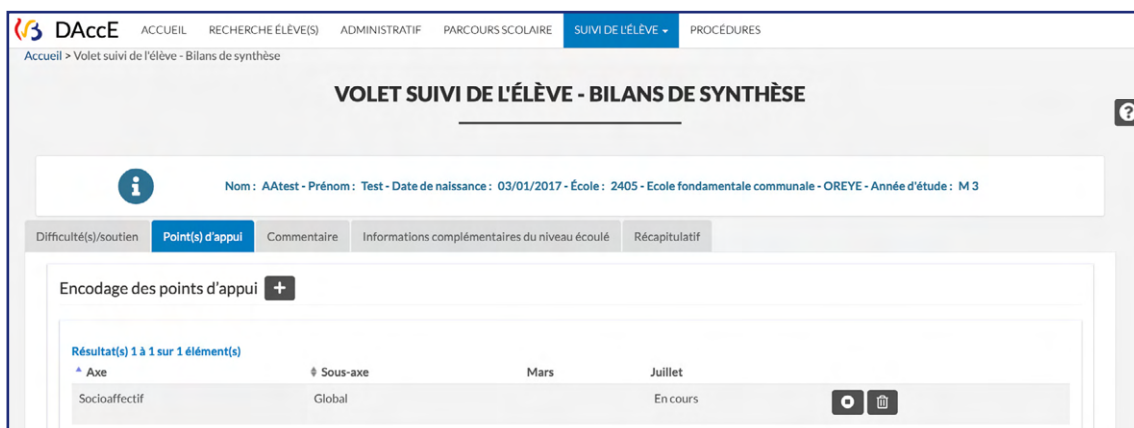 DAccE ACCUEIL RECHERCHE ÉLÈVE(S) ADMINISTRATIF PARCOURS SCOLAIRE SUIVI DE L'ÉLÈVE PROCÉDURES
Accueil > Volet suivi de l'élève - Bilans de synthèse
VOLET SUIVI DE L'ÉLÈVE - BILANS DE SYNTHÈSE
Nom : AAtest - Prénom : Test - Date de naissance : 03/01/2017 - École : 2405 - Ecole fondamentale communale - OREYE - Année d'étude : M 3
Difficulté(s)/soutien Point(s) d'appui Commentaire Informations complémentaires du niveau écoulé Récapitulatif
Encodage des points d'appui +
Résultat(s) 1 à 1 sur 1 élément(s)
Axe Sous-axe Mars Juillet
Socioaffectif Global En cours